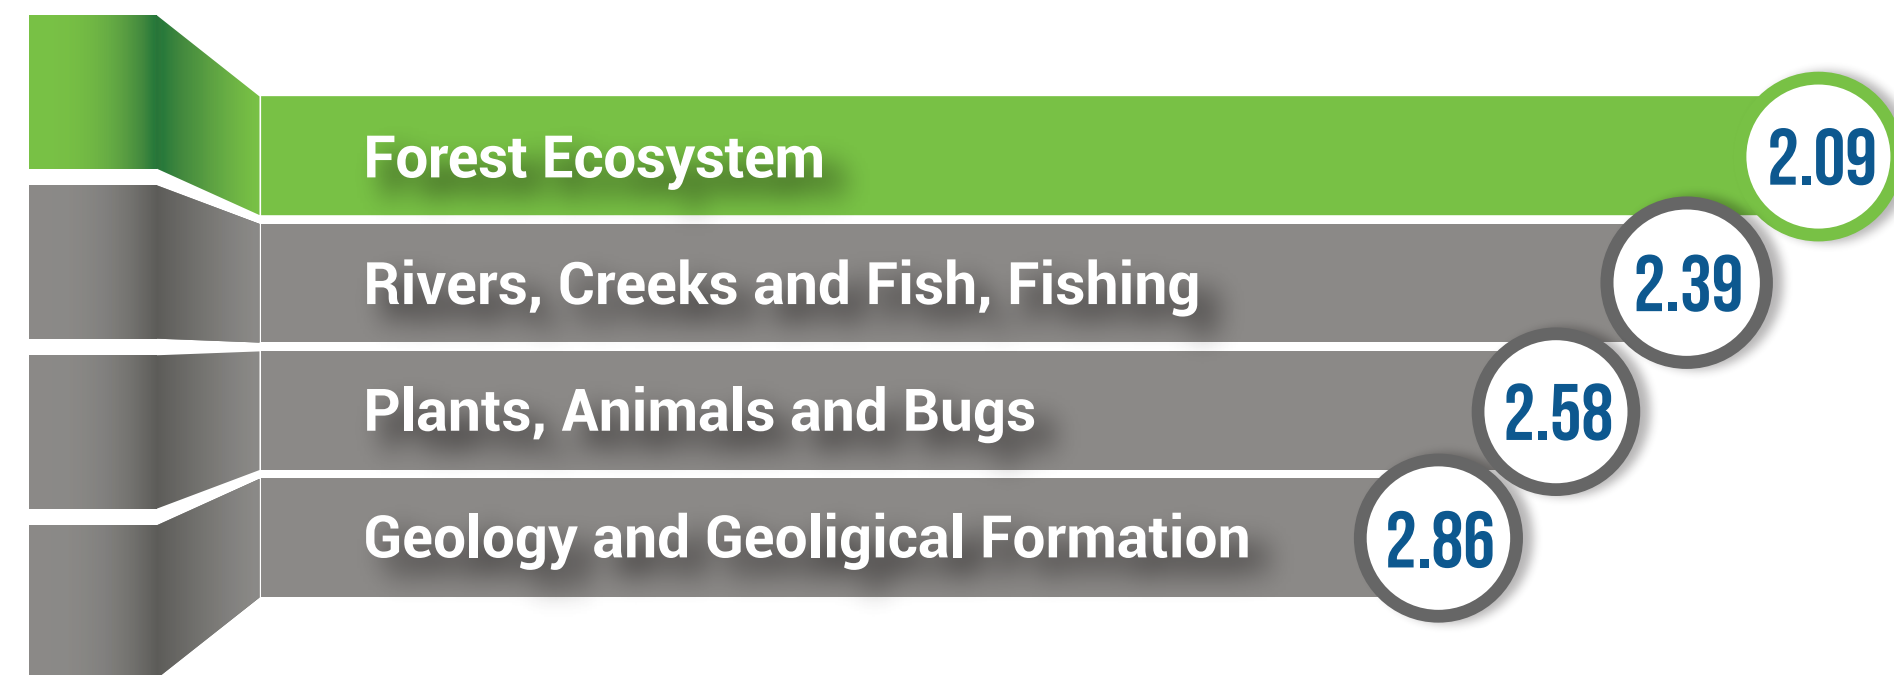 Forest Ecosystem 2.09
Rivers, Creeks and Fish, Fishing 2.39
Plants, Animals and Bugs 2.58
Geology and Geoligical Formation 2.86